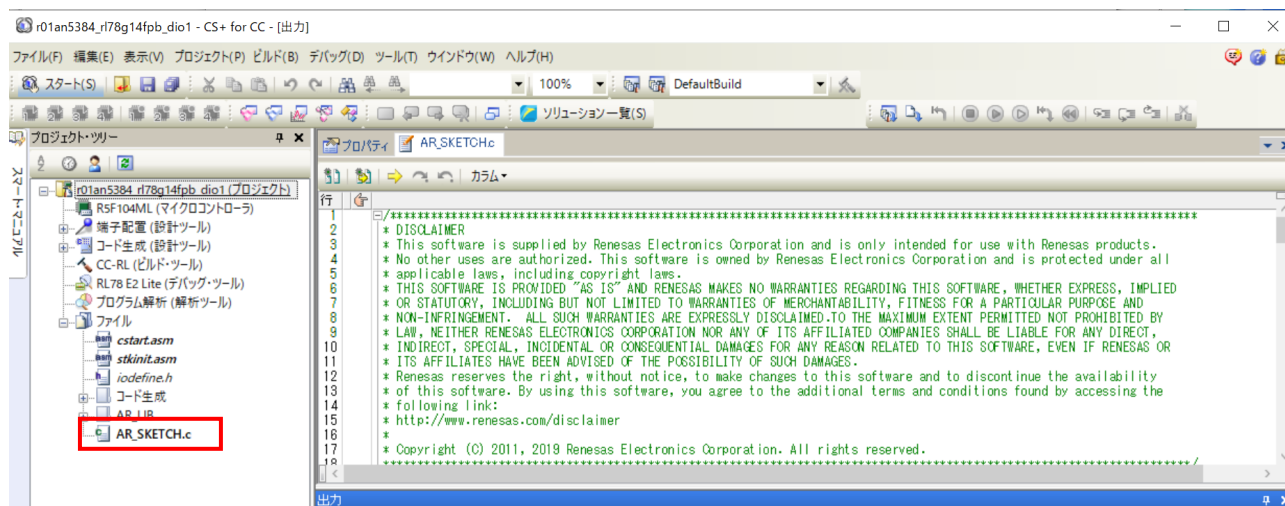 r01an5384_rl78g14fpb_dio1 - CS+ for CC - [出力]
ファイル(F) 編集(E) 表示(V) プロジェクト(P) ビルド(B) デバッグ(D) ツール(T) ウインドウ(W) ヘルプ(H)
スタート(S) 100% DefaultBuild
ソリューション一覧(S)
プロジェクト・ツリー
スマート・マニュアル
r01an5384_rl78g14fpb_dio1 (プロジェクト)
R5F104ML (マイクロコントローラ)
端子配置 (設計ツール)
コード生成 (設計ツール)
CC-RL (ビルド・ツール)
RL78 E2 Lite (デバッグ・ツール)
プログラム解析 (解析ツール)
ファイル
cstart.asm
stkinit.asm
iodefine.h
コード生成
AR_LIB
AR_SKETCH.c
プロパティ AR_SKETCH.c
カラム
行
1 /***********************************************************************************************************************
2 * DISCLAIMER
3 * This software is supplied by Renesas Electronics Corporation and is only intended for use with Renesas products.
4 * No other uses are authorized. This software is owned by Renesas Electronics Corporation and is protected under all
5 * applicable laws, including copyright laws.
6 * THIS SOFTWARE IS PROVIDED "AS IS" AND RENESAS MAKES NO WARRANTIES REGARDING THIS SOFTWARE, WHETHER EXPRESS, IMPLIED
7 * OR STATUTORY, INCLUDING BUT NOT LIMITED TO WARRANTIES OF MERCHANTABILITY, FITNESS FOR A PARTICULAR PURPOSE AND
8 * NON-INFRINGEMENT.  ALL SUCH WARRANTIES ARE EXPRESSLY DISCLAIMED.TO THE MAXIMUM EXTENT PERMITTED NOT PROHIBITED BY
9 * LAW, NEITHER RENESAS ELECTRONICS CORPORATION NOR ANY OF ITS AFFILIATED COMPANIES SHALL BE LIABLE FOR ANY DIRECT,
10 * INDIRECT, SPECIAL, INCIDENTAL OR CONSEQUENTIAL DAMAGES FOR ANY REASON RELATED TO THIS SOFTWARE, EVEN IF RENESAS OR
11 * ITS AFFILIATES HAVE BEEN ADVISED OF THE POSSIBILITY OF SUCH DAMAGES.
12 * Renesas reserves the right, without notice, to make changes to this software and to discontinue the availability
13 * of this software. By using this software, you agree to the additional terms and conditions found by accessing the
14 * following link:
15 * http://www.renesas.com/disclaimer
16 *
17 * Copyright (C) 2011, 2019 Renesas Electronics Corporation. All rights reserved.
18 ***********************************************************************************************************************/
出力